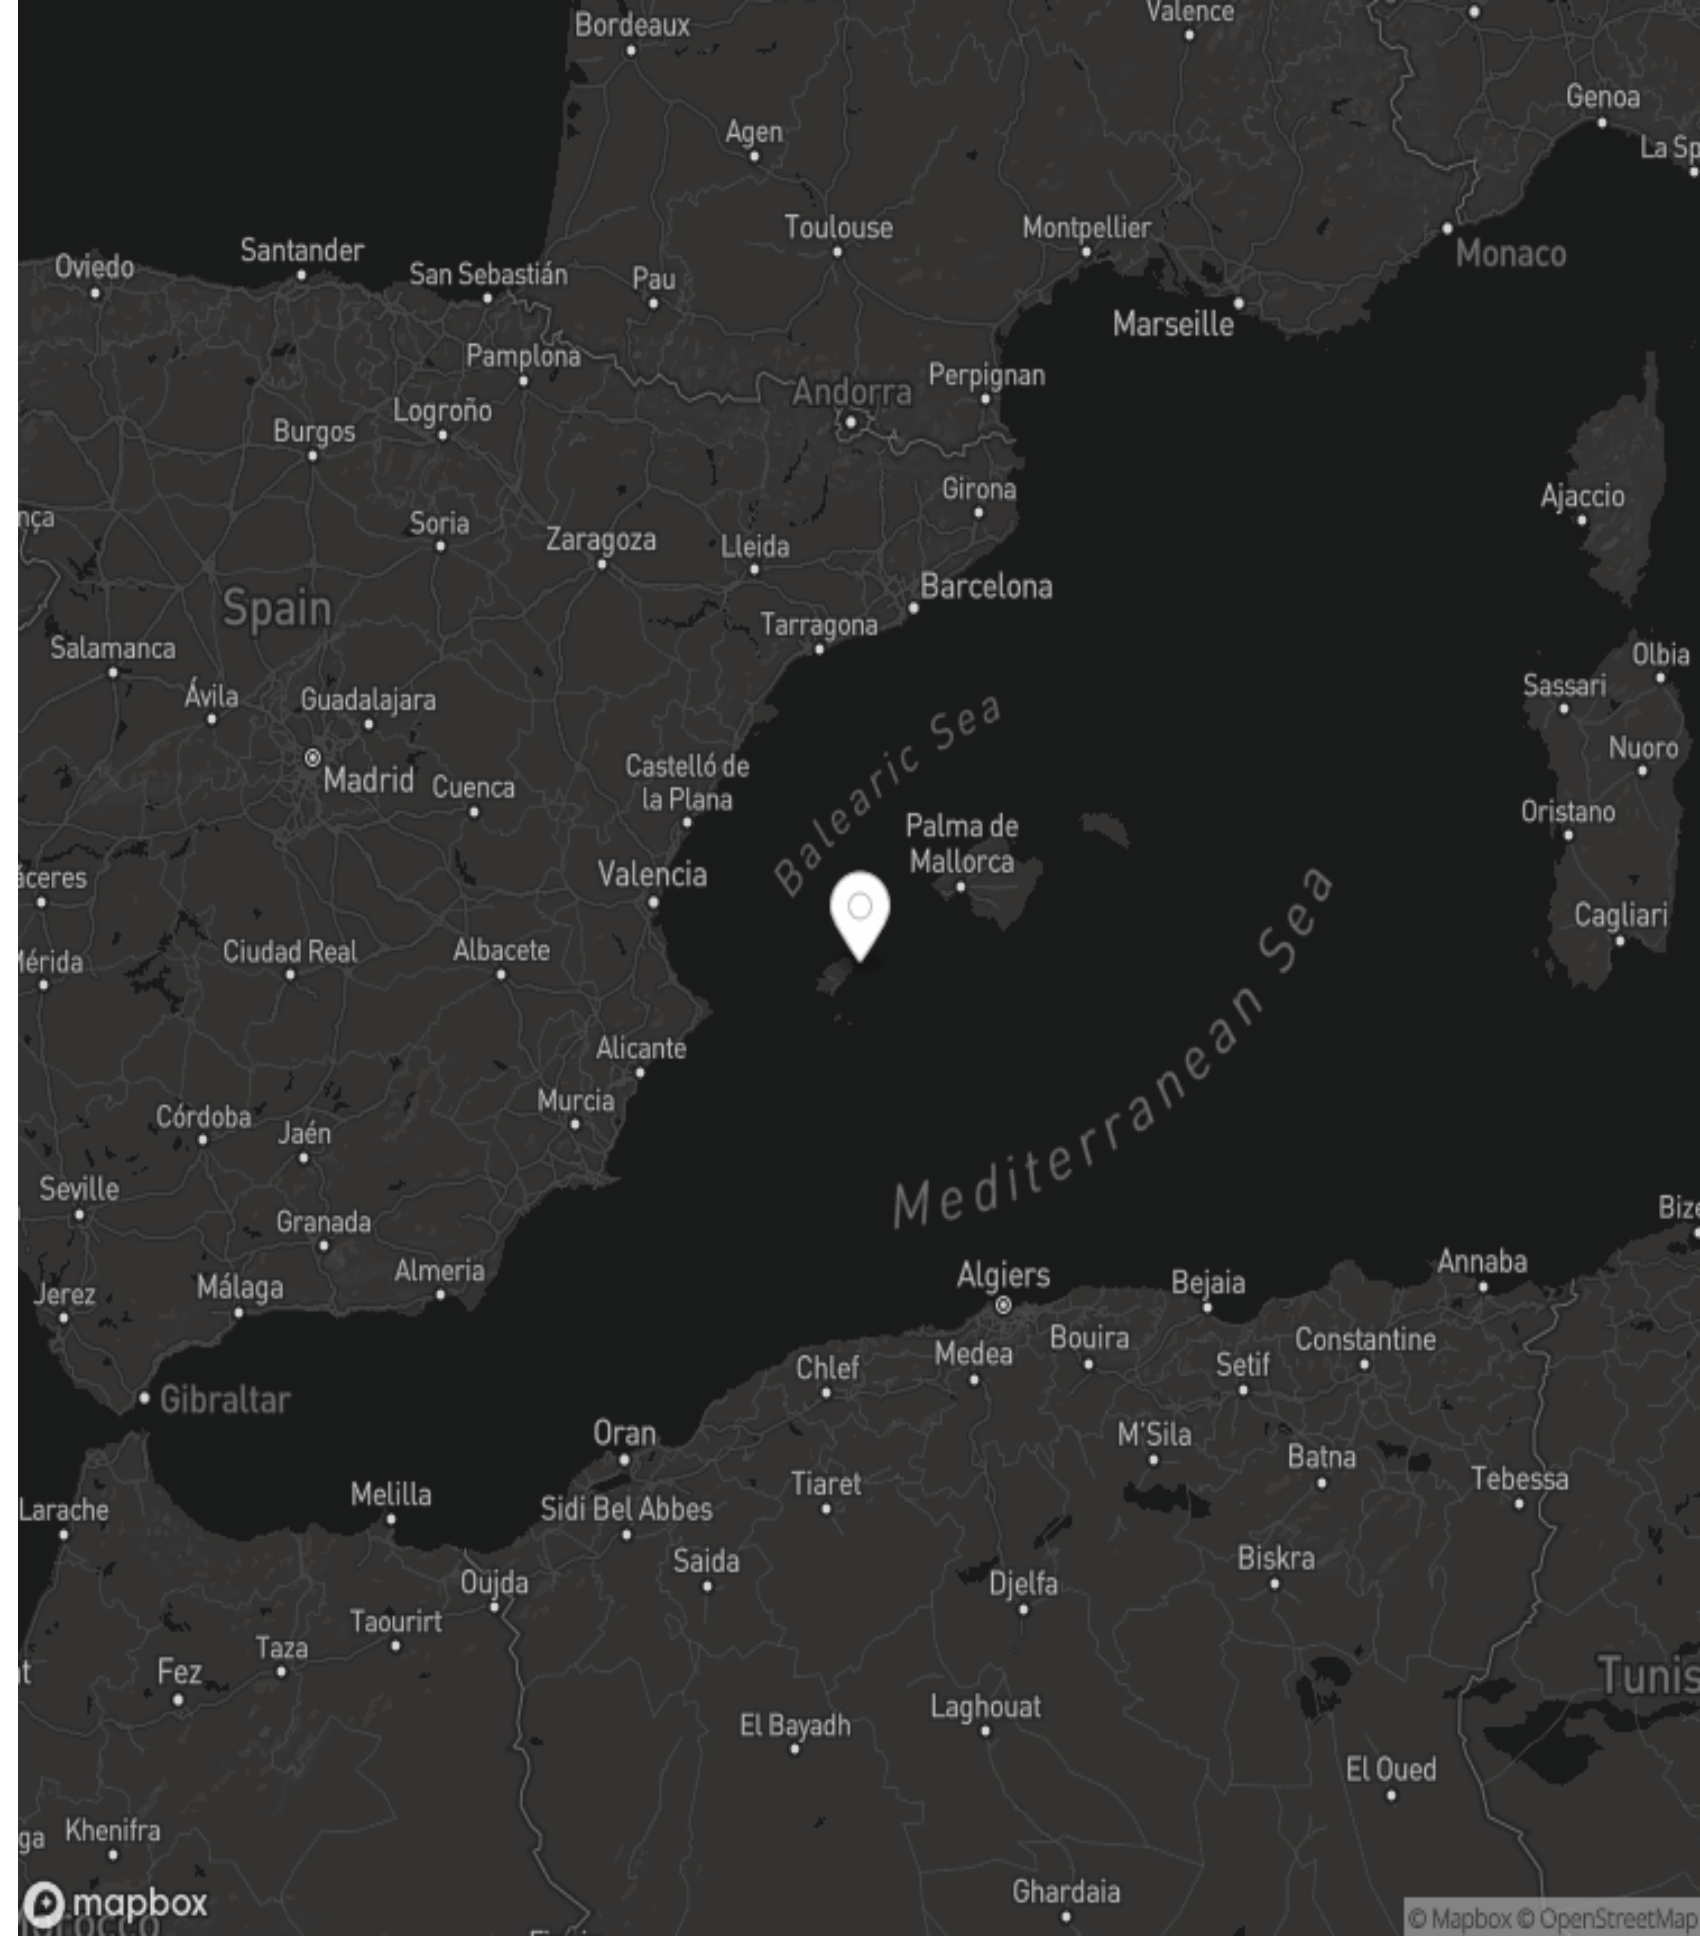 Bordeaux
Valence
Genoa
Agen
La Sp
Toulouse
Montpellier
Monaco
Santander
Oviedo
San Sebastián
Pau
Marseille
Pamplona
Andorra
Perpignan
Logroño
Burgos
Girona
Ajaccio
nça
Soria
Zaragoza
Lleida
Barcelona
Spain
Tarragona
Salamanca
Olbia
Ávila
Guadalajara
Sassari
Balearic Sea
Nuoro
Madrid
Cuenca
Castelló de
la Plana
Oristano
Palma de
Mallorca
áceres
Valencia
Cagliari
Mérida
Ciudad Real
Albacete
Mediterranean Sea
Alicante
Murcia
Córdoba
Jaén
Seville
Granada
Bize
Almeria
Algiers
Annaba
Jerez
Málaga
Bejaia
Bouira
Constantine
Medea
Setif
Chlef
Gibraltar
Oran
M'Sila
Batna
Tiaret
Tebessa
Melilla
Larache
Sidi Bel Abbes
Saida
Biskra
Oujda
Djelfa
Taourirt
Taza
Fez
Tunis
Laghouat
El Bayadh
El Oued
ga
Khenifra
Ghardaia
mapbox
© Mapbox © OpenStreetMap